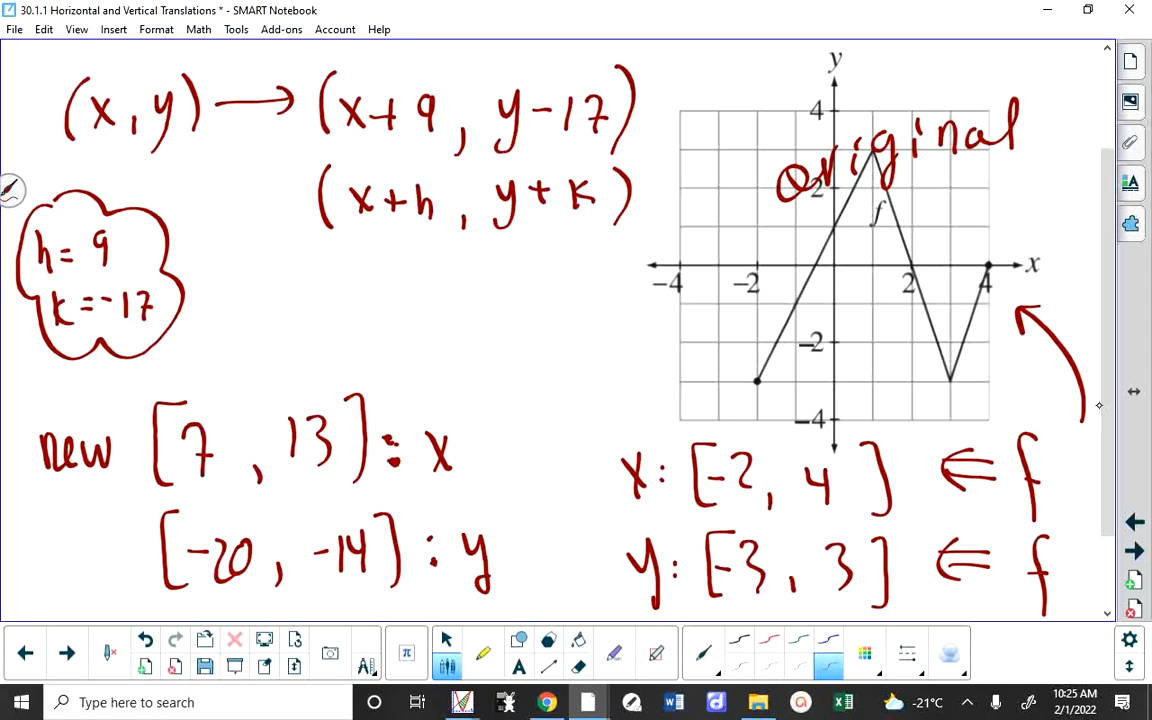 30.1.1 Horizontal and Vertical Translations * - SMART Notebook
File Edit View Insert Format Math Tools Add-ons Account Help
(x, y) → (x+9, y-17)
(x+h, y+k)
h = 9
k = -17
new [7, 13] : x
[-20, -14] : y
original
y
4
2
f
-4 -2 2 4 x
-2
-4
x: [-2, 4] ⇐ f
y: [-3, 3] ⇐ f
π
A
A
Type here to search
-21°C
10:25 AM
2/1/2022